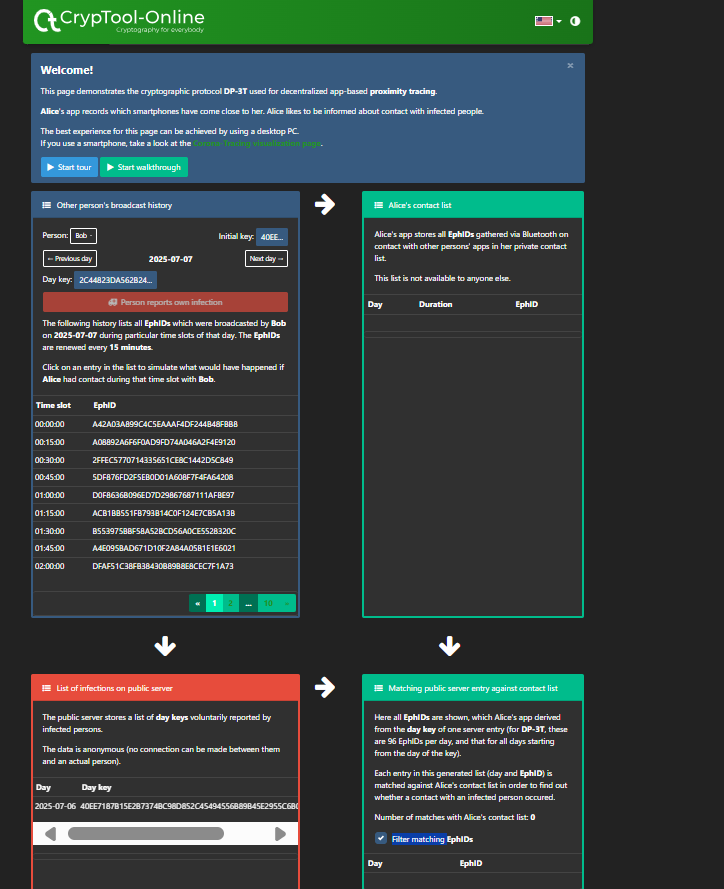 CrypTool-Online
Cryptography for everybody
Welcome!
×
This page demonstrates the cryptographic protocol DP-3T used for decentralized app-based proximity tracing.
Alice's app records which smartphones have come close to her. Alice likes to be informed about contact with infected people.
The best experience for this page can be achieved by using a desktop PC.
If you use a smartphone, take a look at the Corona-Tracing visualization page.
Start tour
Start walkthrough
Other person's broadcast history
Person: Bob
Initial key: 40EE...
← Previous day
2025-07-07
Next day →
Day key: 2C44823DA562B24...
Person reports own infection
The following history lists all EphIDs which were broadcasted by Bob
on 2025-07-07 during particular time slots of that day. The EphIDs
are renewed every 15 minutes.
Click on an entry in the list to simulate what would have happened if
Alice had contact during that time slot with Bob.
Time slot EphID
00:00:00 A42A03A899C4C5EAAAF4DF244B48FBB8
00:15:00 A08892A6F6F0AD9FD74A046A2F4E9120
00:30:00 2FFEC5770714335651CE8C1442D5C849
00:45:00 5DF876FD2F5EB0D01A608F7F4FA64208
01:00:00 D0F8636B096ED7D29867687111AFBE97
01:15:00 ACB1BB551FB793B14C0F124E7CB5A13B
01:30:00 B553975BBF58A52BCD56A0CE5528320C
01:45:00 A4E095BAD671D10F2A84A05B1E1E6021
02:00:00 DFAF51C38FB38430B89B8E8CEC7F1A73
« 1 2 ... 10 »
Alice's contact list
Alice's app stores all EphIDs gathered via Bluetooth on
contact with other persons' apps in her private contact
list.
This list is not available to anyone else.
Day Duration EphID
List of infections on public server
The public server stores a list of day keys voluntarily reported by
infected persons.
The data is anonymous (no connection can be made between them
and an actual person).
Day Day key
2025-07-06 40EE7187B15E2B7374BC98D852C45494556B89B45E2955C6B
Matching public server entry against contact list
Here all EphIDs are shown, which Alice's app derived
from the day key of one server entry (for DP-3T, these
are 96 EphIDs per day, and that for all days starting
from the day of the key).
Each entry in this generated list (day and EphID) is
matched against Alice's contact list in order to find out
whether a contact with an infected person occured.
Number of matches with Alice's contact list: 0
Filter matching EphIDs
Day EphID